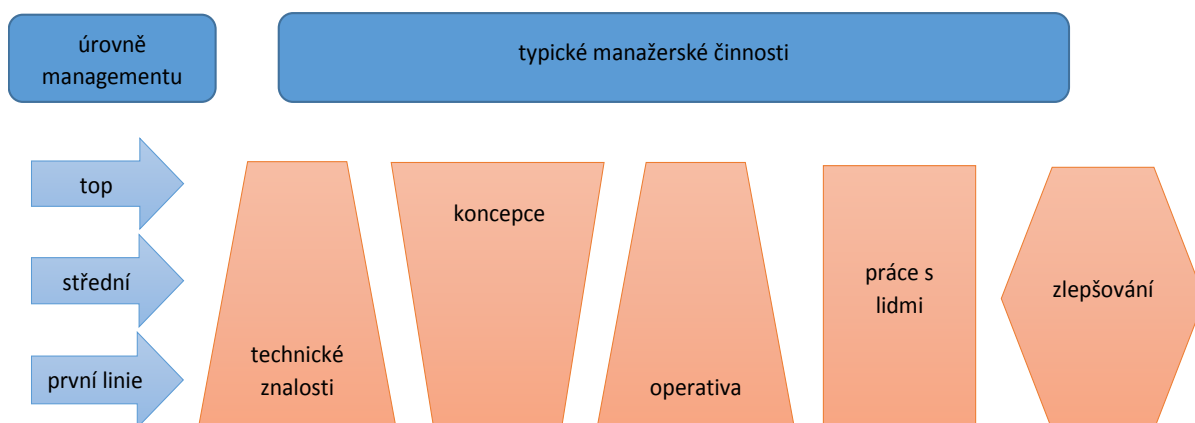 úrovně
managementu
typické manažerské činnosti
top
střední
první linie
technické
znalosti
koncepce
operativa
práce s
lidmi
zlepšování